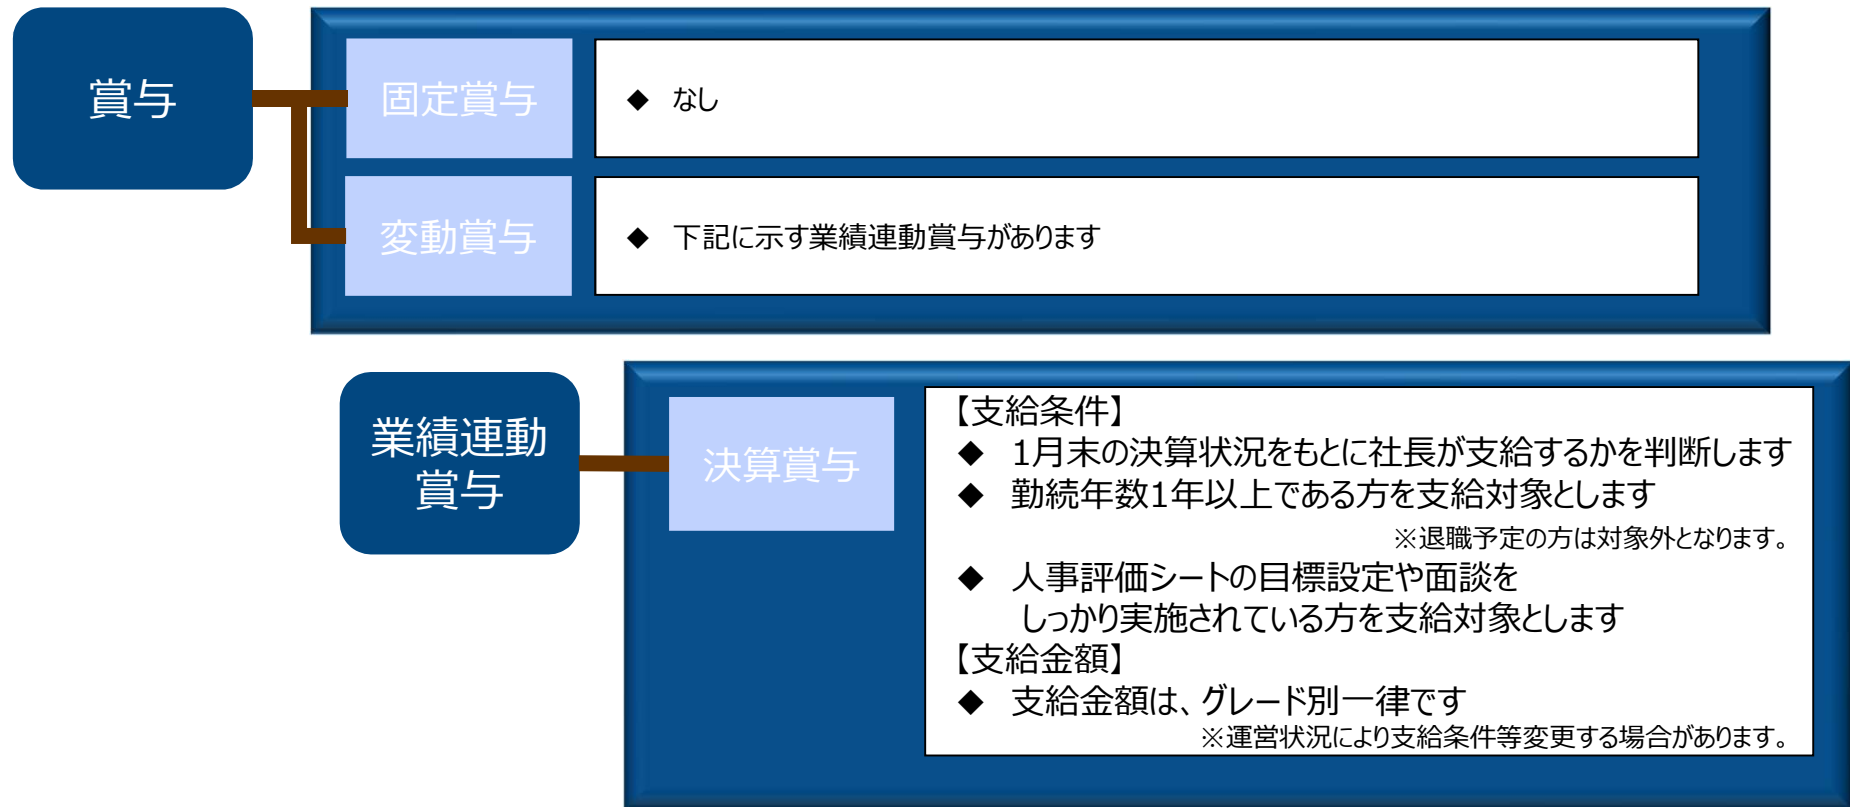 賞与
固定賞与
◆ なし
変動賞与
◆ 下記に示す業績連動賞与があります
業績連動
賞与
決算賞与
【支給条件】
◆ 1月末の決算状況をもとに社長が支給するかを判断します
◆ 勤続年数1年以上である方を支給対象とします
※退職予定の方は対象外となります。
◆ 人事評価シートの目標設定や面談を
しっかり実施されている方を支給対象とします
【支給金額】
◆ 支給金額は、グレード別一律です
※運営状況により支給条件等変更する場合があります。